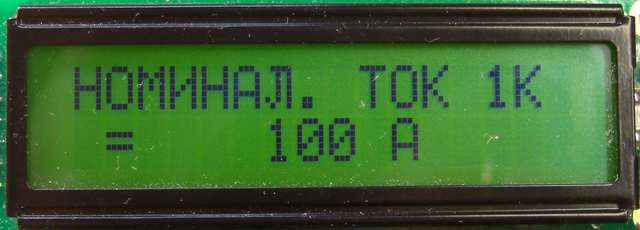 НОМИНАЛ. ТОК 1К
= 100 А